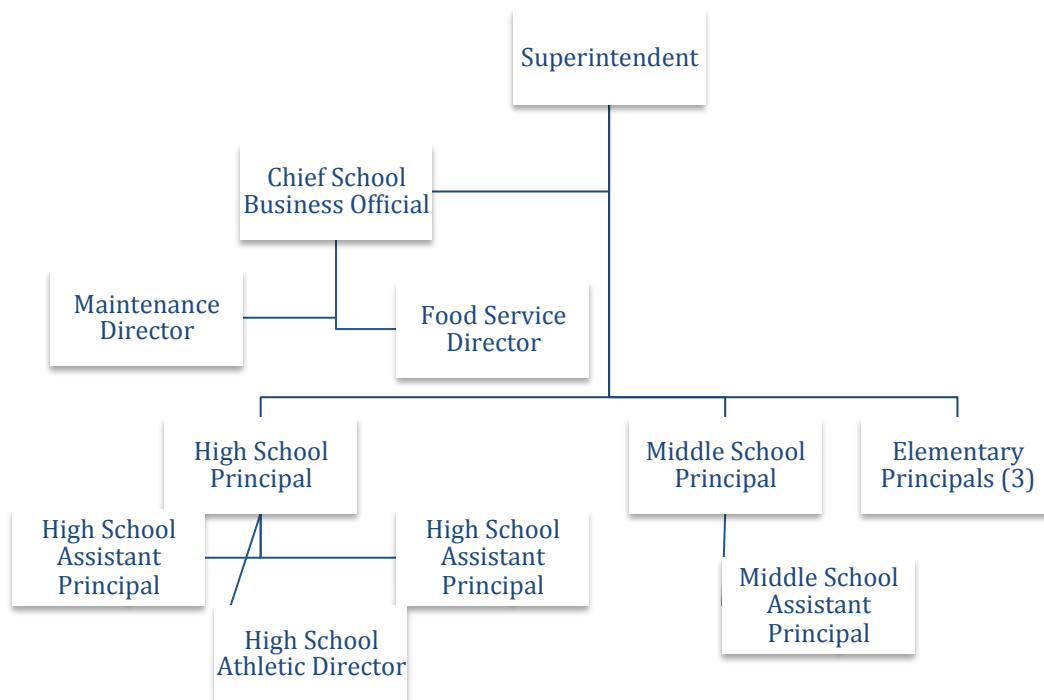 Superintendent
Chief School
Business Official
Maintenance
Director
Food Service
Director
High School
Principal
Middle School
Principal
Elementary
Principals (3)
High School
Assistant
Principal
High School
Assistant
Principal
Middle School
Assistant
Principal
High School
Athletic Director